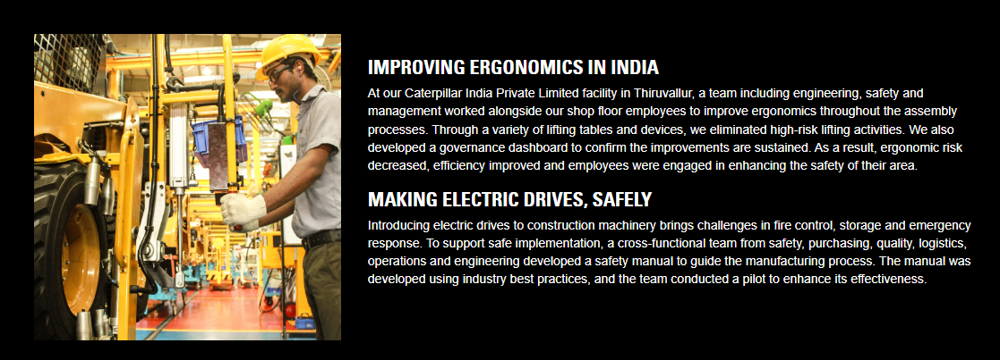 IMPROVING ERGONOMICS IN INDIA
At our Caterpillar India Private Limited facility in Thiruvallur, a team including engineering, safety and
management worked alongside our shop floor employees to improve ergonomics throughout the assembly
processes. Through a variety of lifting tables and devices, we eliminated high-risk lifting activities. We also
developed a governance dashboard to confirm the improvements are sustained. As a result, ergonomic risk
decreased, efficiency improved and employees were engaged in enhancing the safety of their area.
MAKING ELECTRIC DRIVES, SAFELY
Introducing electric drives to construction machinery brings challenges in fire control, storage and emergency
response. To support safe implementation, a cross-functional team from safety, purchasing, quality, logistics,
operations and engineering developed a safety manual to guide the manufacturing process. The manual was
developed using industry best practices, and the team conducted a pilot to enhance its effectiveness.